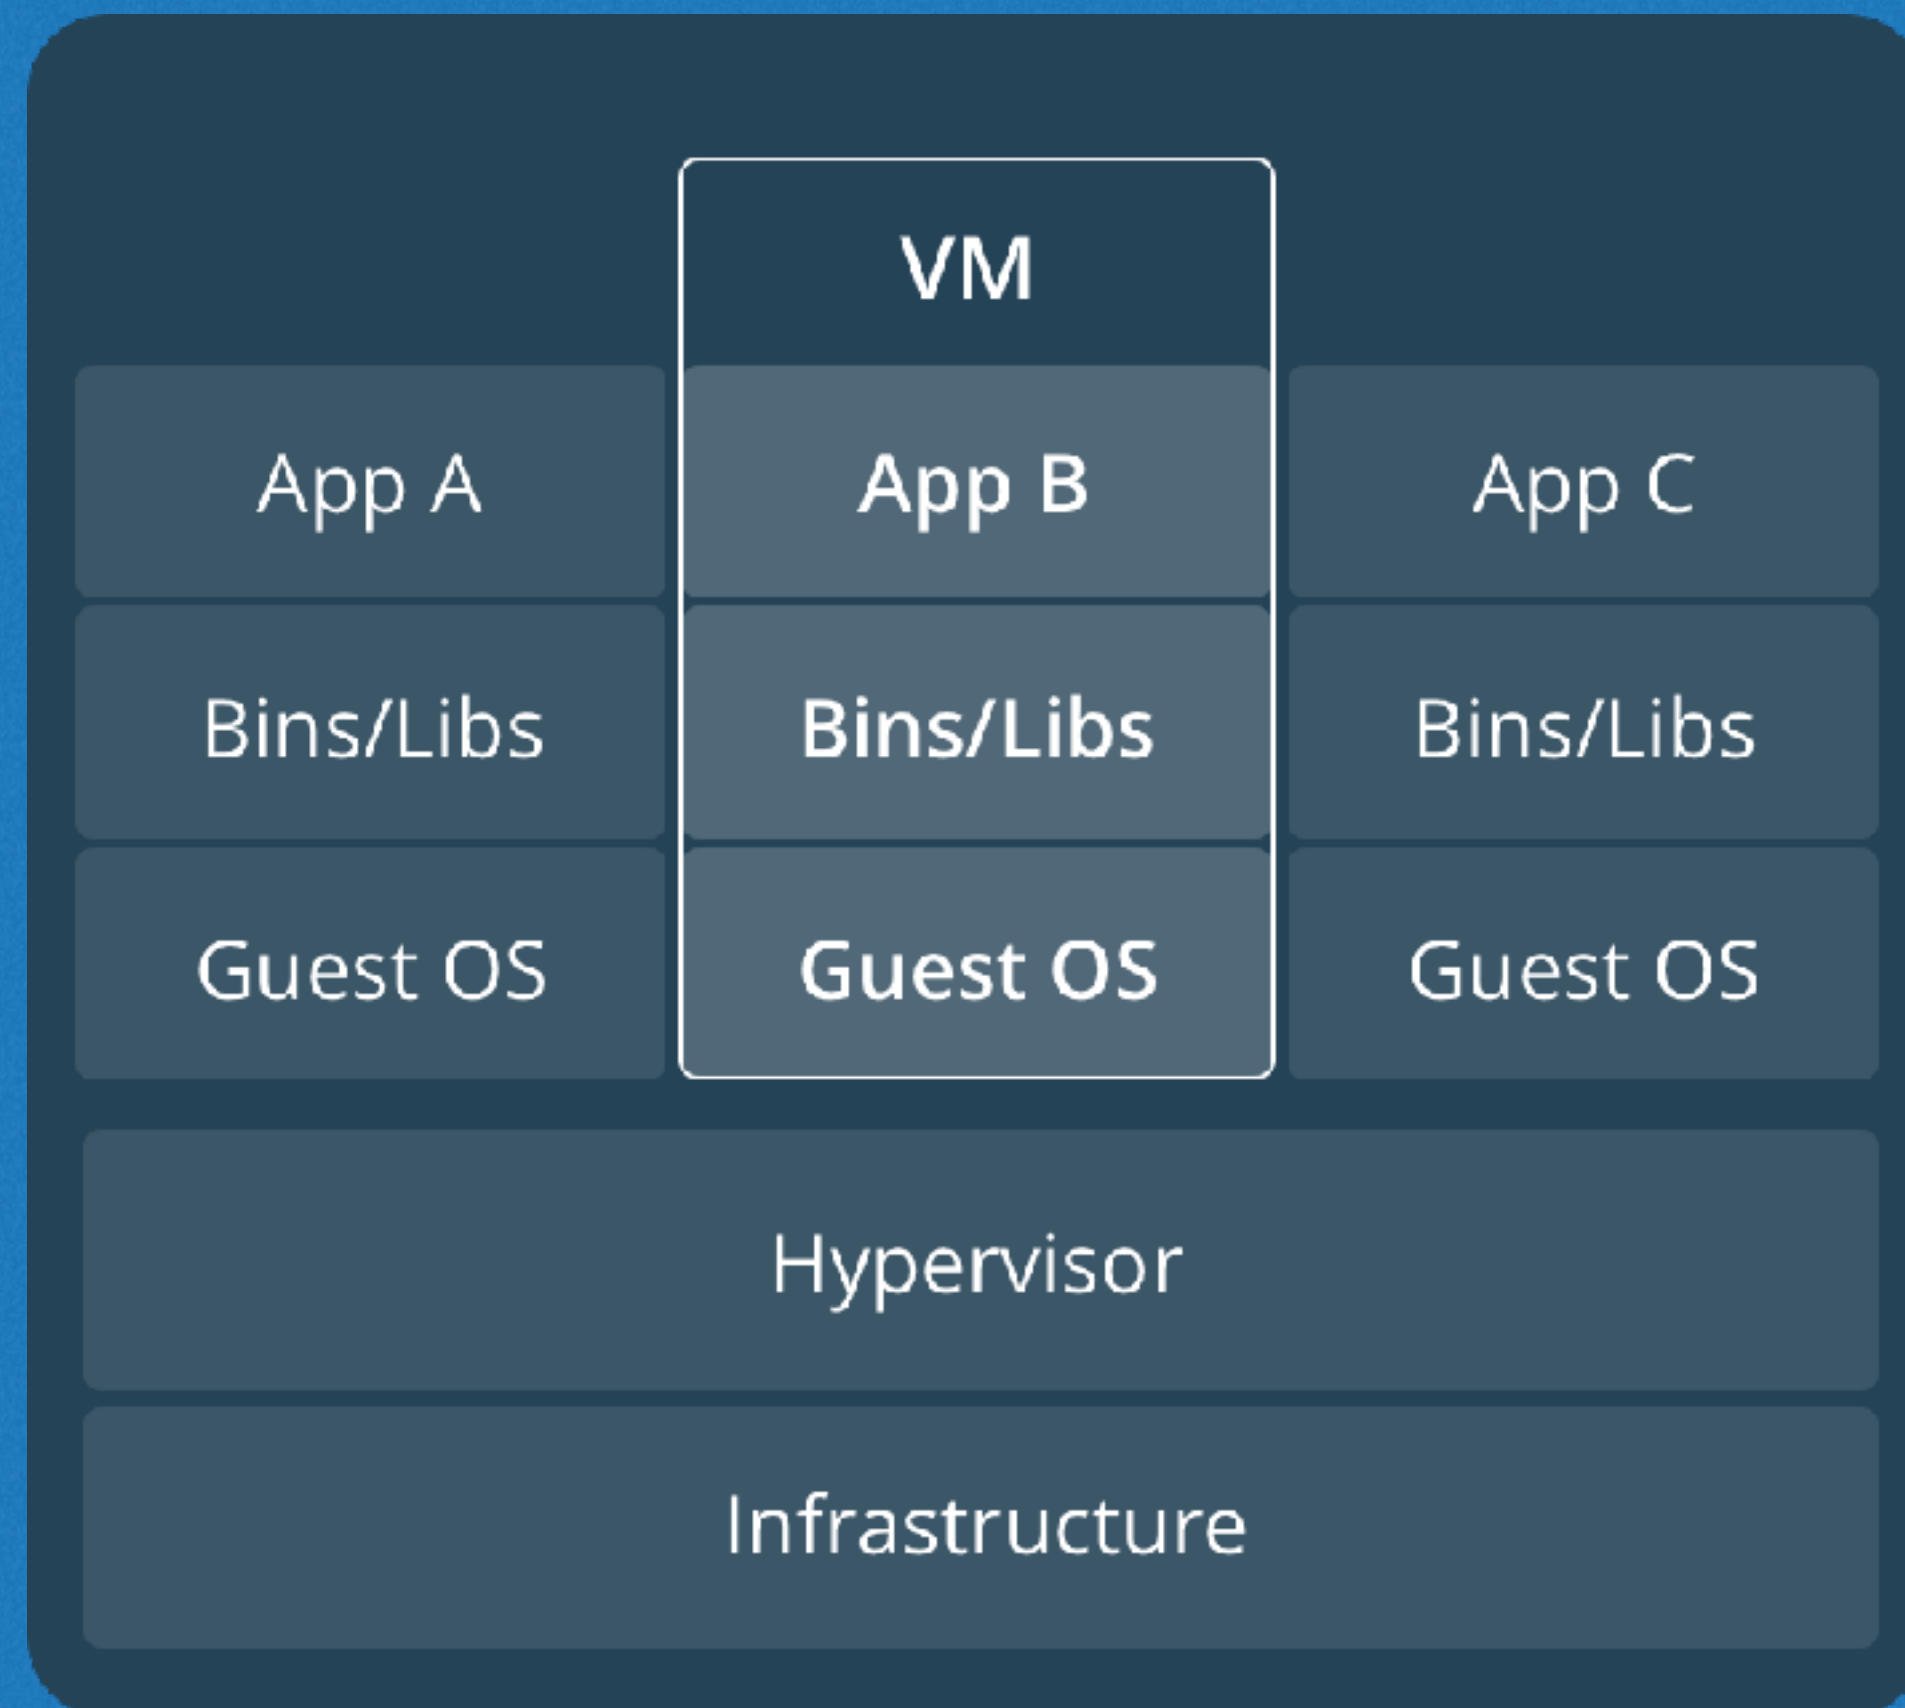 VM
App A
App B
App C
Bins/Libs
Bins/Libs
Bins/Libs
Guest OS
Guest OS
Guest OS
Hypervisor
Infrastructure